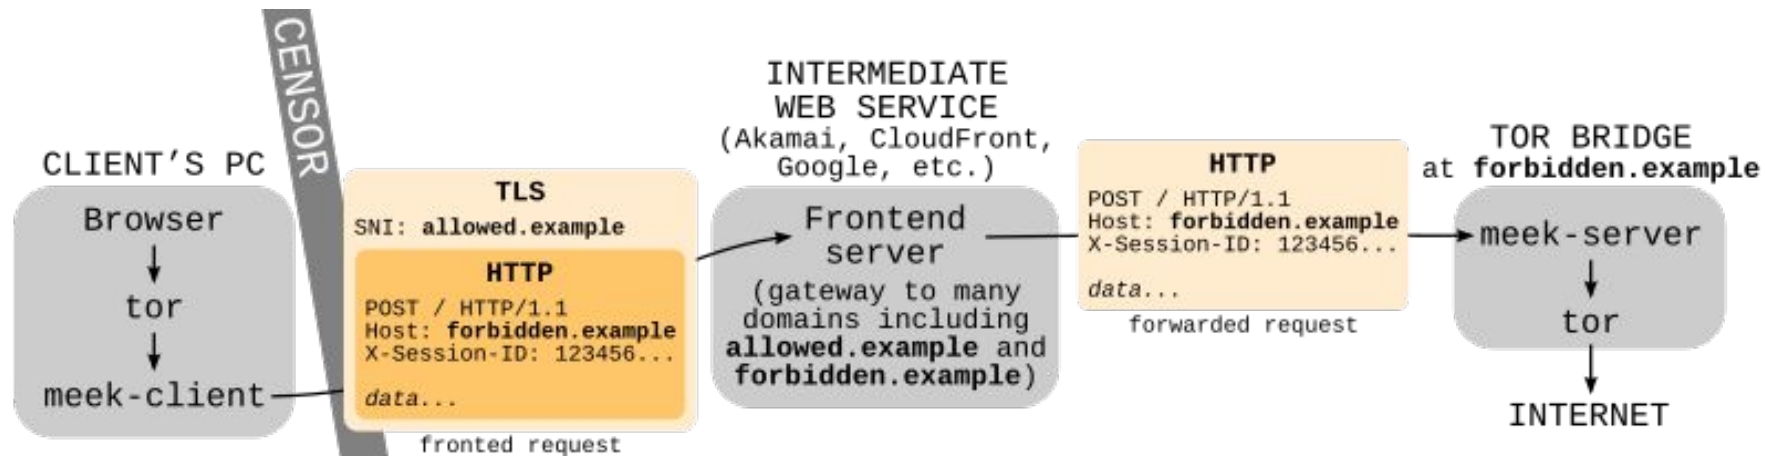 CENSOR
CLIENT'S PC
Browser
tor
meek-client
TLS
SNI: allowed.example
HTTP
POST / HTTP/1.1
Host: forbidden.example
X-Session-ID: 123456...
data...
fronted request
INTERMEDIATE
WEB SERVICE
(Akamai, CloudFront,
Google, etc.)
Frontend
server
(gateway to many
domains including
allowed.example and
forbidden.example)
HTTP
POST / HTTP/1.1
Host: forbidden.example
X-Session-ID: 123456...
data...
forwarded request
TOR BRIDGE
at forbidden.example
meek-server
tor
INTERNET